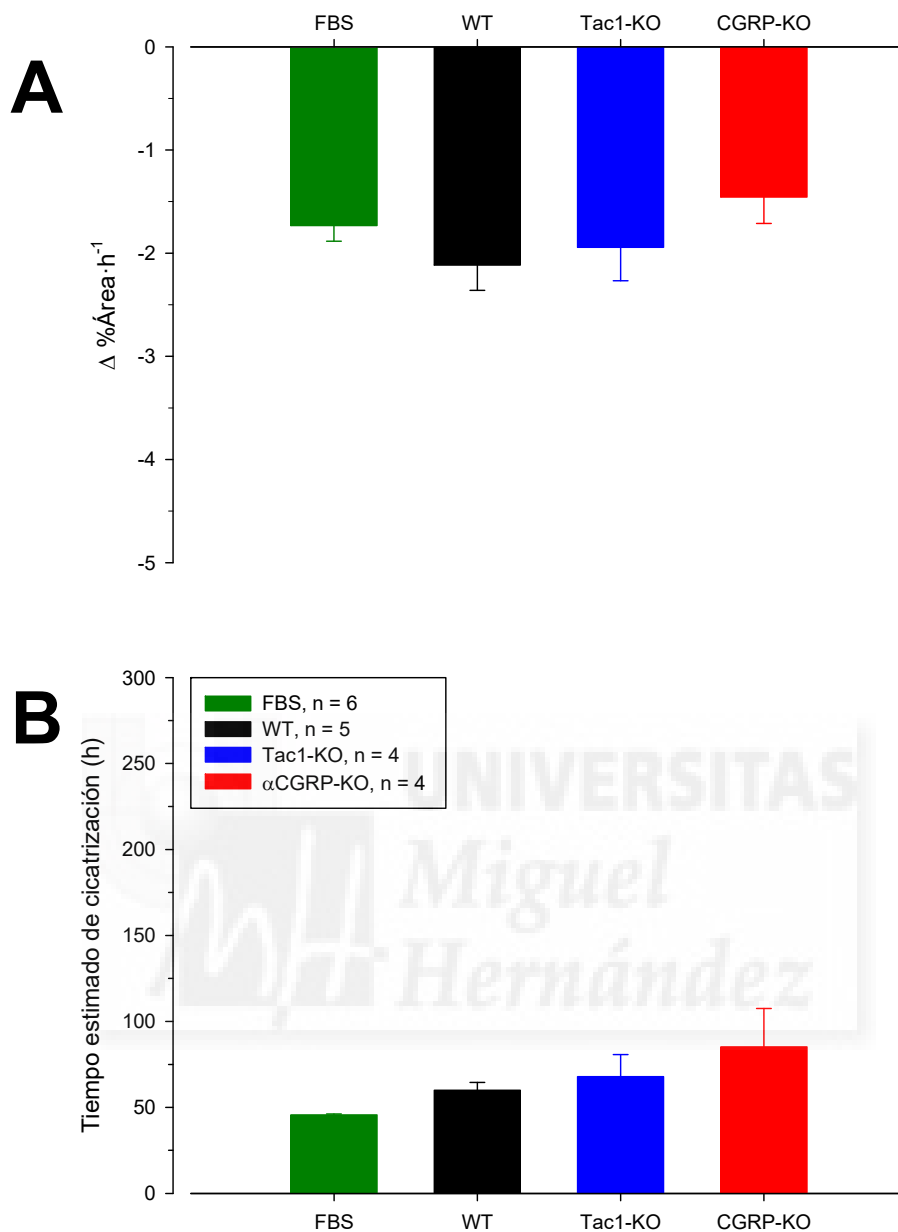 FBS WT Tac1-KO CGRP-KO
A
0
-1
-2
-3
-4
-5
Δ %Área·h⁻¹
B
300
250
200
150
100
50
0
Tiempo estimado de cicatrización (h)
FBS, n = 6
WT, n = 5
Tac1-KO, n = 4
αCGRP-KO, n = 4
UNIVERSITAS
Miguel
Hernández
FBS WT Tac1-KO CGRP-KO